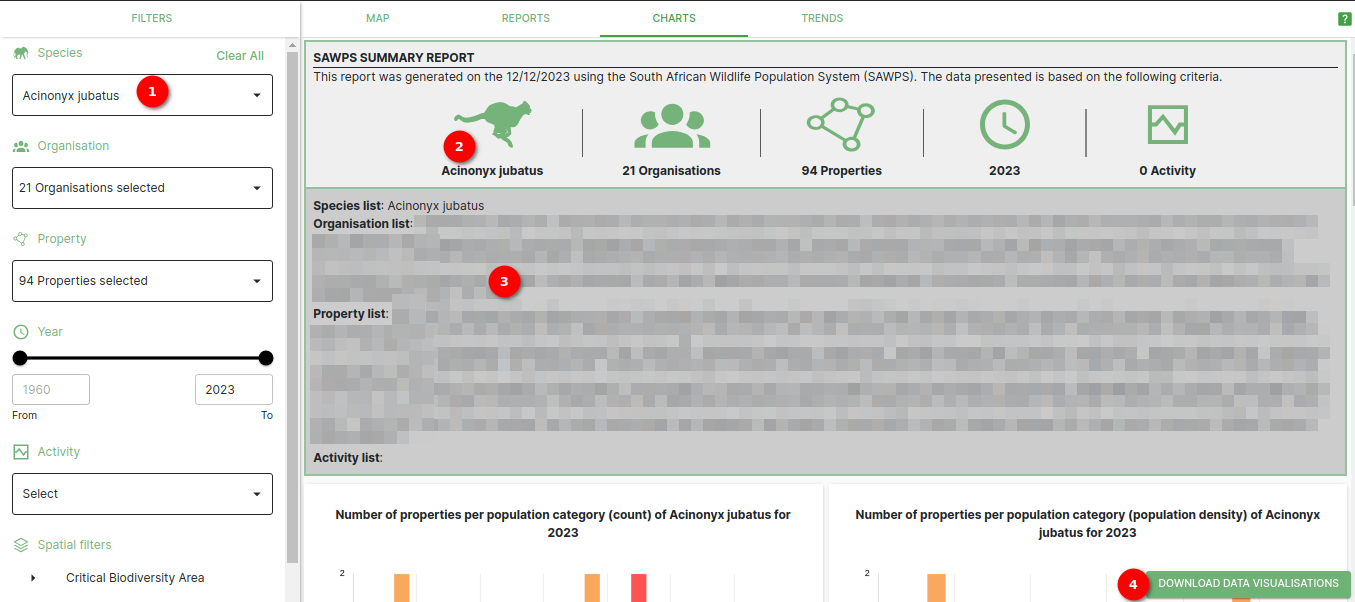 FILTERS
MAP
REPORTS
CHARTS
TRENDS
?
Species
Clear All
Acinonyx jubatus
1
Organisation
21 Organisations selected
Property
94 Properties selected
Year
1960
2023
From
To
Activity
Select
Spatial filters
Critical Biodiversity Area
SAWPS SUMMARY REPORT
This report was generated on the 12/12/2023 using the South African Wildlife Population System (SAWPS). The data presented is based on the following criteria.
2
Acinonyx jubatus
21 Organisations
94 Properties
2023
0 Activity
Species list: Acinonyx jubatus
Organisation list:
3
Property list:
Activity list:
Number of properties per population category (count) of Acinonyx jubatus for
2023
2
Number of properties per population category (population density) of Acinonyx
jubatus for 2023
2
4
DOWNLOAD DATA VISUALISATIONS